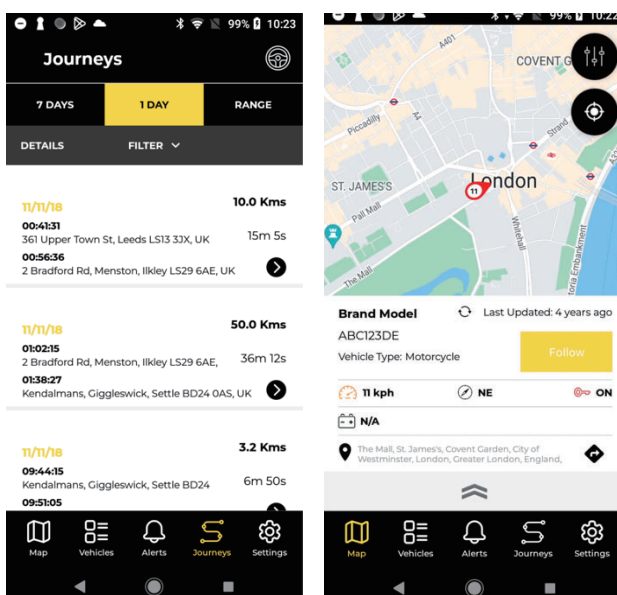 99% 10:23
Journeys
7 DAYS 1 DAY RANGE
DETAILS FILTER
11/11/18 10.0 Kms
00:41:31
361 Upper Town St, Leeds LS13 3JX, UK 15m 5s
00:56:36
2 Bradford Rd, Menston, Ilkley LS29 6AE, UK
11/11/18 50.0 Kms
01:02:15
2 Bradford Rd, Menston, Ilkley LS29 6AE, 36m 12s
01:38:27
Kendalmans, Giggleswick, Settle BD24 0AS, UK
11/11/18 3.2 Kms
09:44:15
Kendalmans, Giggleswick, Settle BD24 6m 50s
09:51:05
Map Vehicles Alerts Journeys Settings
99% 10:22
A401
COVENT G
Piccadilly
A4
Strand
ST. JAMES'S
London
11
Pall Mall
Whitehall
The Mall
toria Embankment
Brand Model Last Updated: 4 years ago
ABC123DE
Follow
Vehicle Type: Motorcycle
11 kph NE ON
N/A
The Mall, St. James's, Covent Garden, City of
Westminster, London, Greater London, England,
Map Vehicles Alerts Journeys Settings